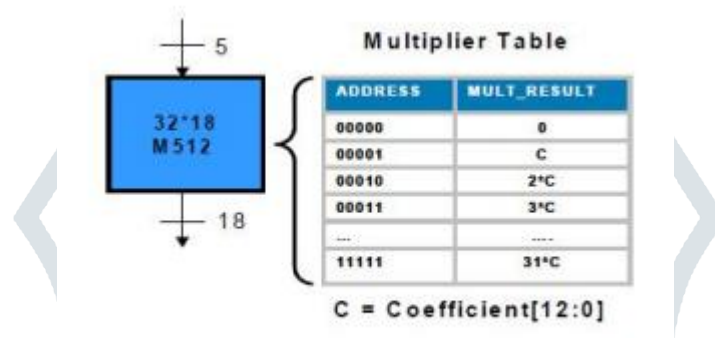 5
Multiplier Table
ADDRESS MULT_RESULT
32*18
M512
00000 0
00001 C
00010 2*C
00011 3*C
18
... ....
11111 31*C
C = Coefficient[12:0]